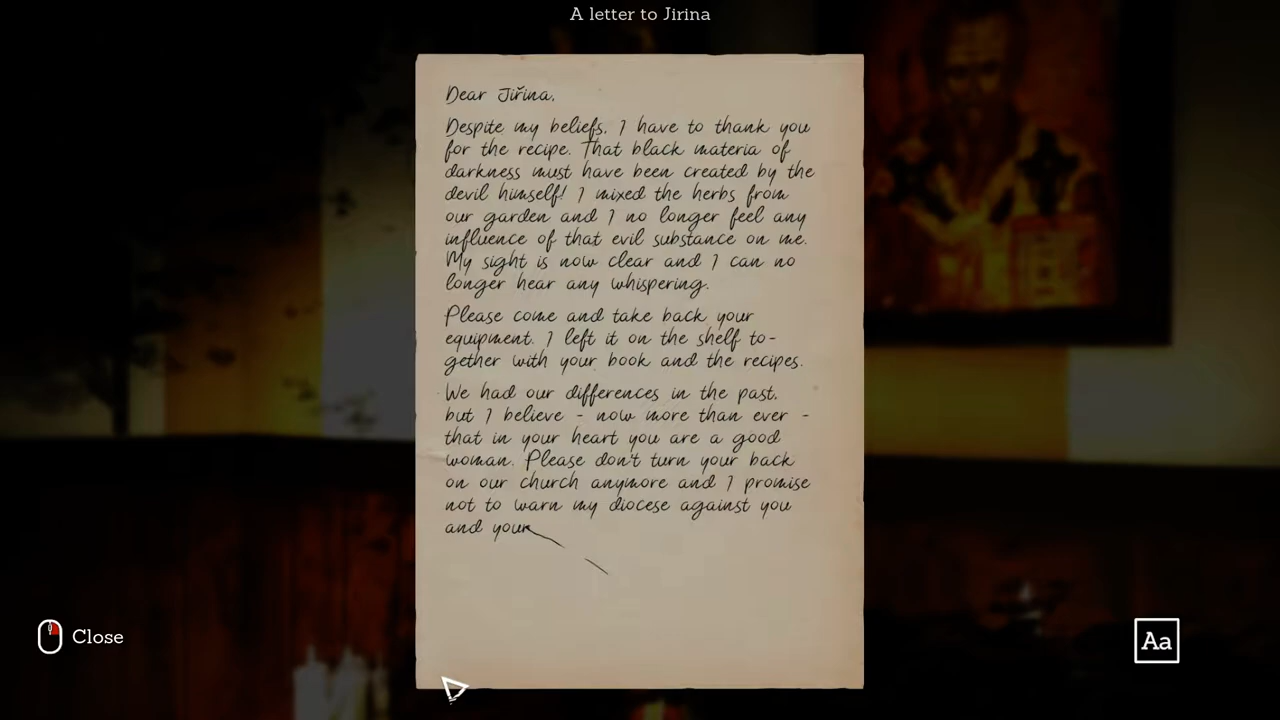 A letter to Jirina
Dear Jiřina,
Despite my beliefs, I have to thank you
for the recipe. That black materia of
darkness must have been created by the
devil himself! I mixed the herbs from
our garden and I no longer feel any
influence of that evil substance on me.
My sight is now clear and I can no
longer hear any whispering.
Please come and take back your
equipment. I left it on the shelf to-
gether with your book and the recipes.
We had our differences in the past,
but I believe - now more than ever -
that in your heart you are a good
woman. Please don't turn your back
on our church anymore and I promise
not to warn my diocese against you
and your
Close
Aa